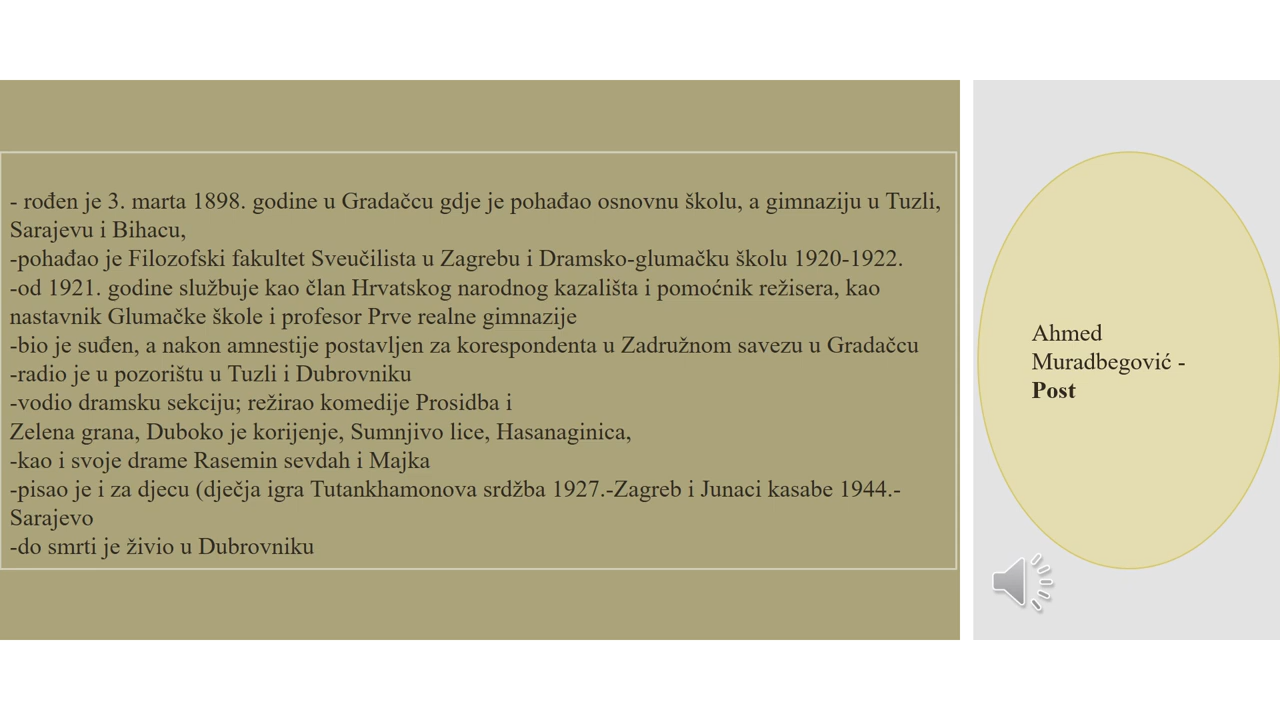 - rođen je 3. marta 1898. godine u Gradačcu gdje je pohađao osnovnu školu, a gimnaziju u Tuzli,
Sarajevu i Bihacu,
-pohađao je Filozofski fakultet Sveučilista u Zagrebu i Dramsko-glumačku školu 1920-1922.
-od 1921. godine službuje kao član Hrvatskog narodnog kazališta i pomoćnik režisera, kao
nastavnik Glumačke škole i profesor Prve realne gimnazije
-bio je suđen, a nakon amnestije postavljen za korespondenta u Zadružnom savezu u Gradačcu
-radio je u pozorištu u Tuzli i Dubrovniku
-vodio dramsku sekciju; režirao komedije Prosidba i
Zelena grana, Duboko je korijenje, Sumnjivo lice, Hasanaginica,
-kao i svoje drame Rasemin sevdah i Majka
-pisao je i za djecu (dječja igra Tutankhamonova srdžba 1927.-Zagreb i Junaci kasabe 1944.-
Sarajevo
-do smrti je živio u Dubrovniku
Ahmed
Muradbegović -
Post